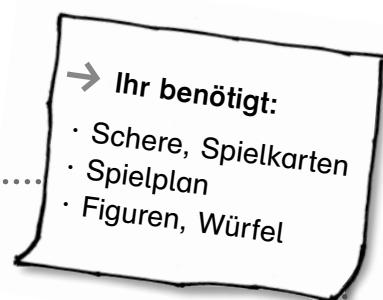 → Ihr benötigt:
· Schere, Spielkarten
· Spielplan
· Figuren, Würfel